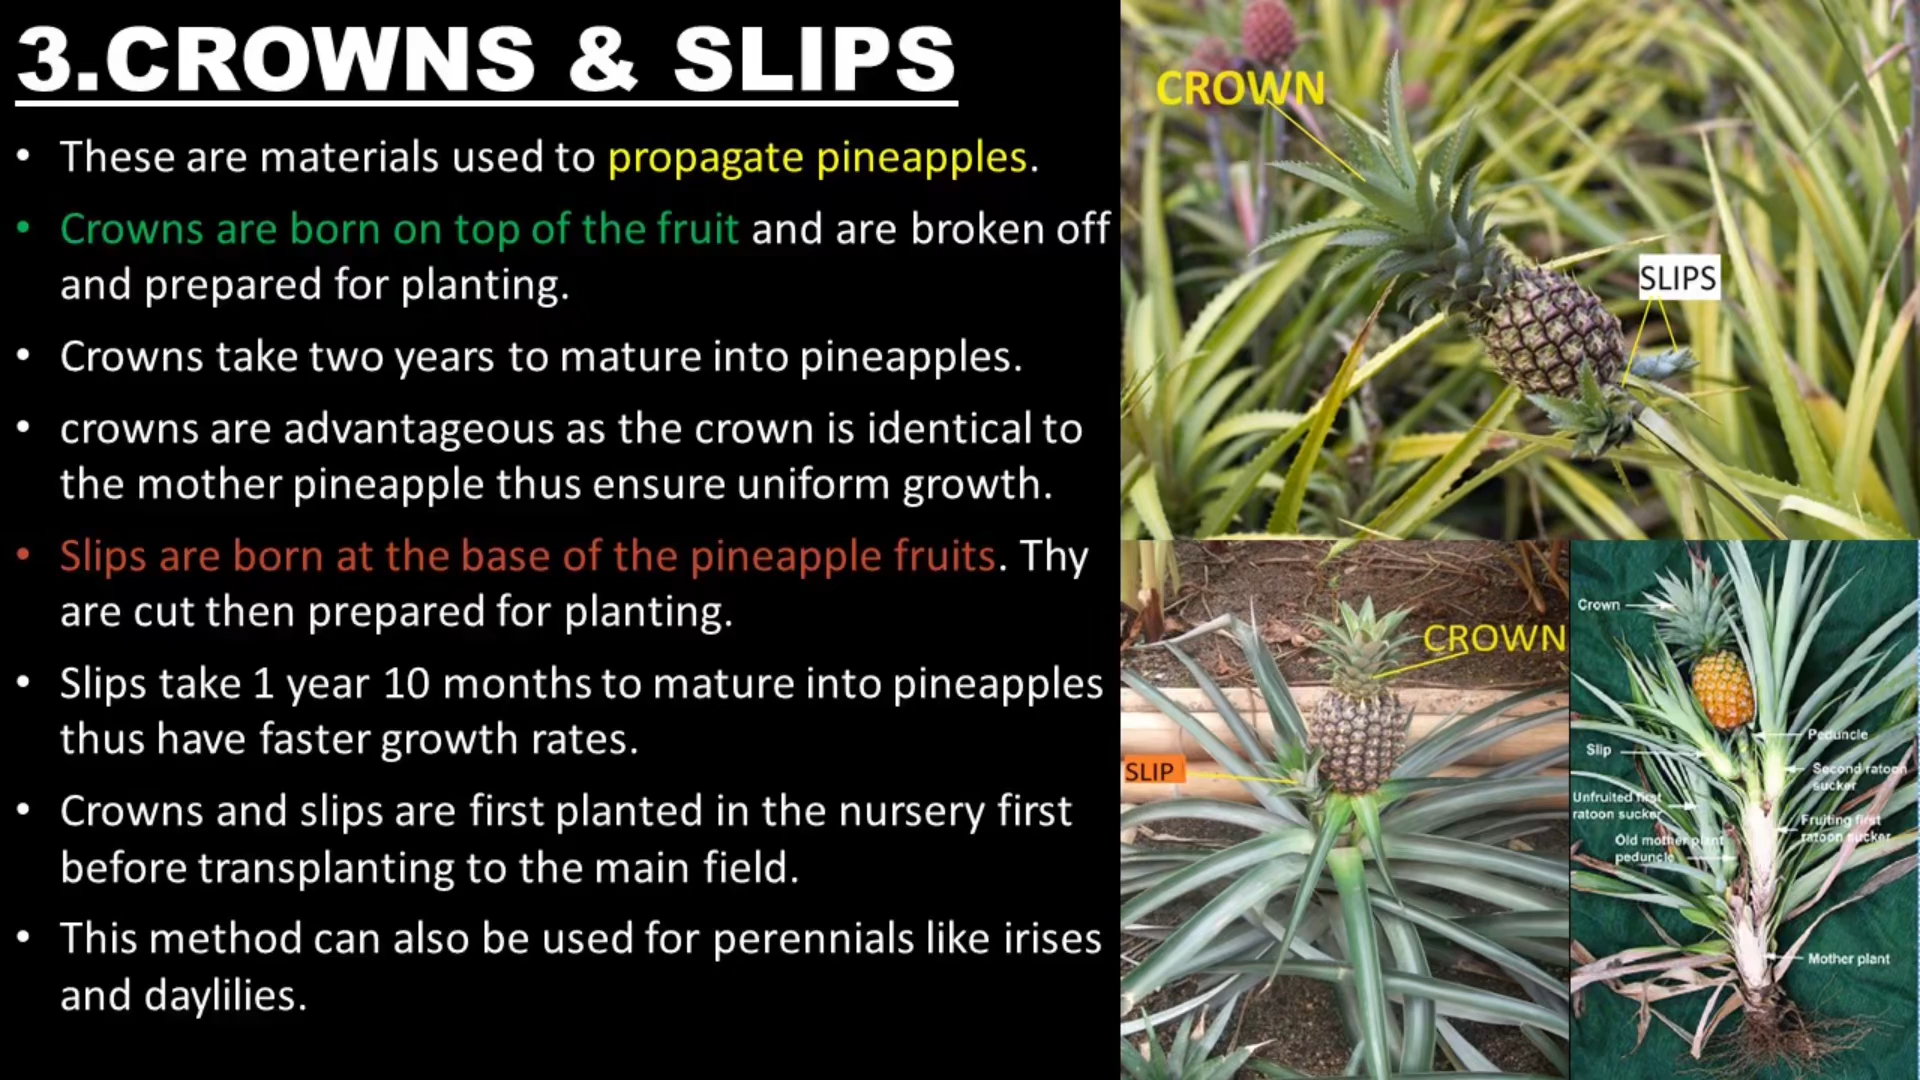 3.CROWNS & SLIPS
• These are materials used to propagate pineapples.
• Crowns are born on top of the fruit and are broken off
and prepared for planting.
• Crowns take two years to mature into pineapples.
• crowns are advantageous as the crown is identical to
the mother pineapple thus ensure uniform growth.
• Slips are born at the base of the pineapple fruits. Thy
are cut then prepared for planting.
• Slips take 1 year 10 months to mature into pineapples
thus have faster growth rates.
• Crowns and slips are first planted in the nursery first
before transplanting to the main field.
• This method can also be used for perennials like irises
and daylilies.
CROWN
SLIPS
CROWN
SLIP
Crown
Peduncle
Slip
Second ratoon
sucker
Unfruited first
ratoon sucker
Fruiting first
ratoon sucker
Old mother plant
peduncle
Mother plant